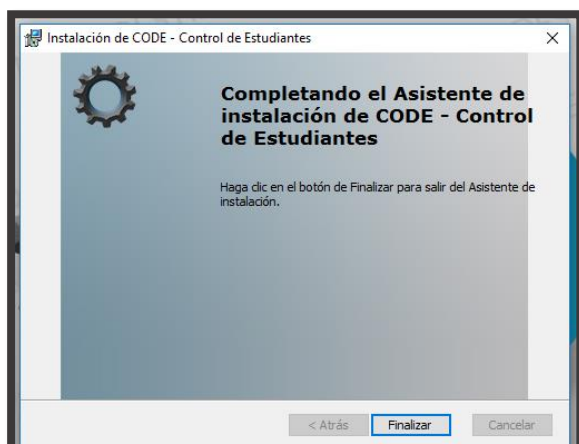 Instalación de CODE - Control de Estudiantes
Completando el Asistente de
instalación de CODE - Control
de Estudiantes
Haga clic en el botón de Finalizar para salir del Asistente de
instalación.
< Atrás
Finalizar
Cancelar